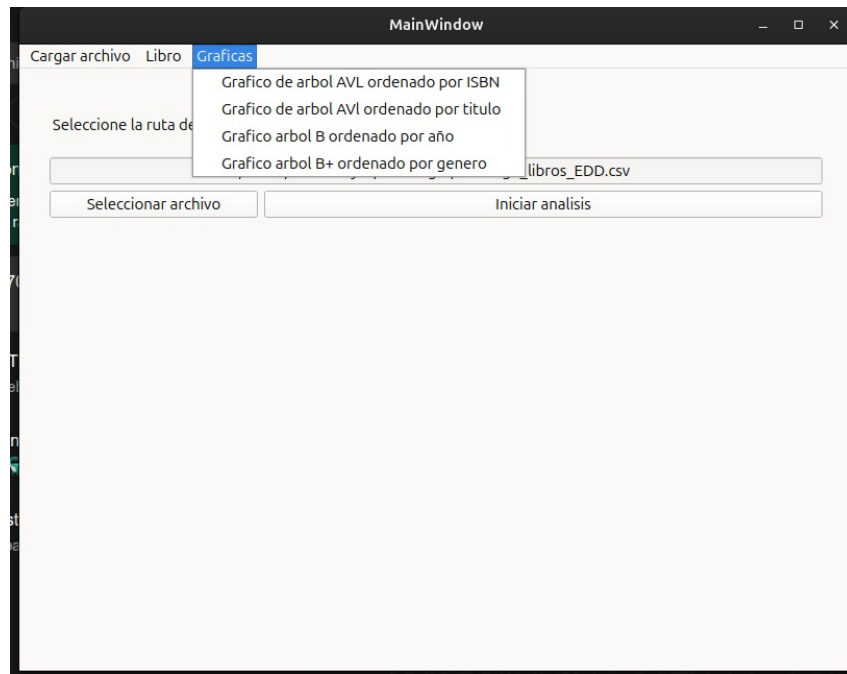 MainWindow
Cargar archivo Libro Graficas
Grafico de arbol AVL ordenado por ISBN
Grafico de arbol AVl ordenado por titulo
Seleccione la ruta de
Grafico arbol B ordenado por año
Grafico arbol B+ ordenado por genero
_libros_EDD.csv
Seleccionar archivo Iniciar analisis